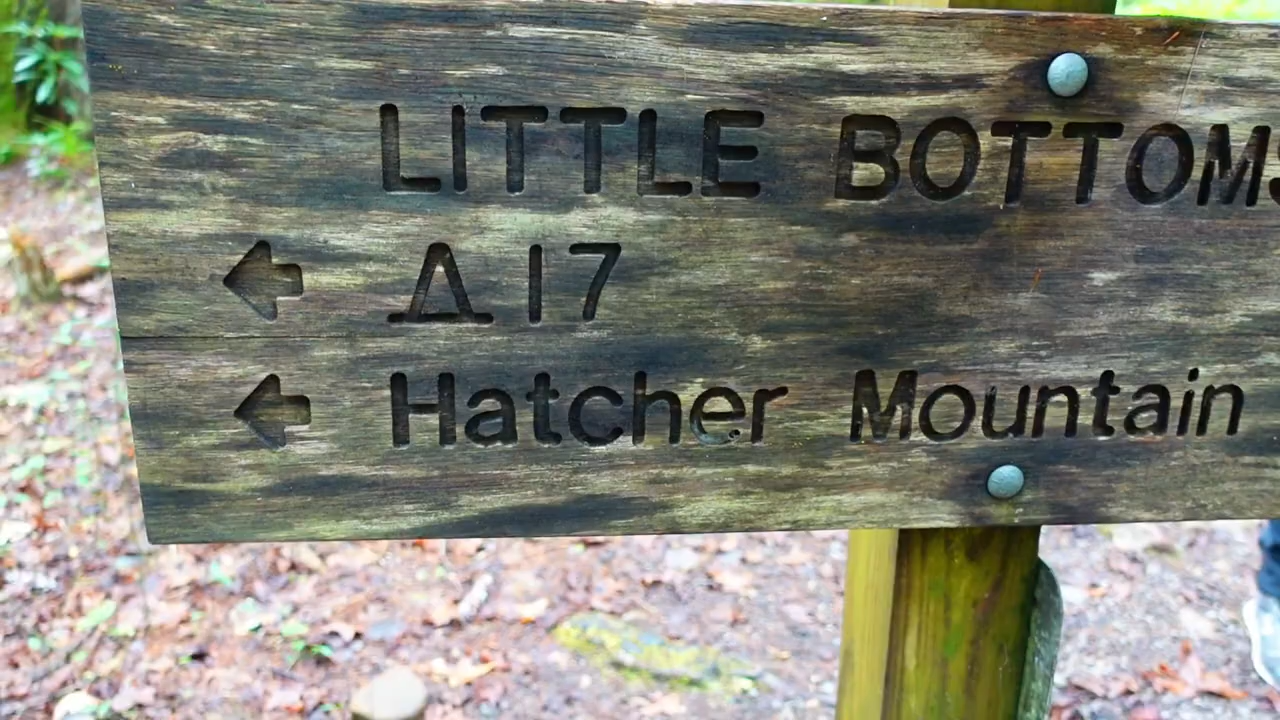 LITTLE BOTTOMS
← Δ 17
← Hatcher Mountain